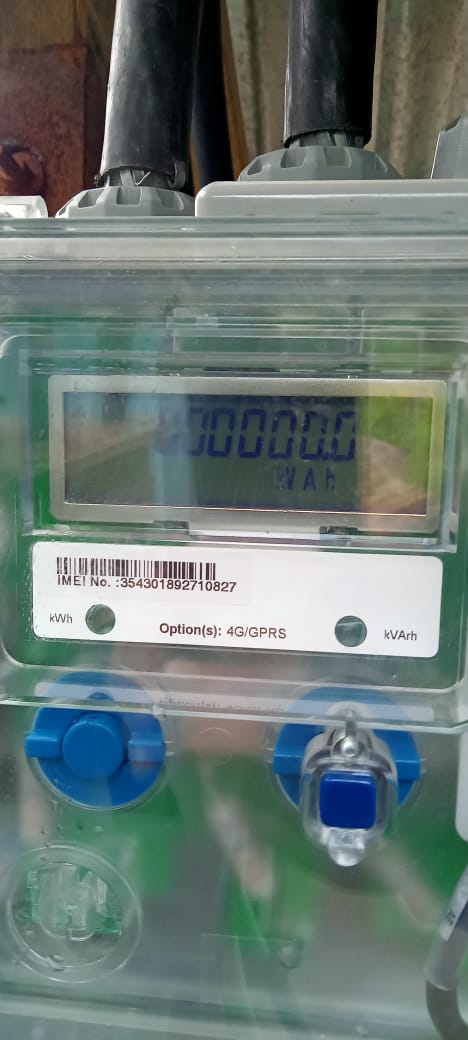 000000.0
kVAh
IMEI No. :354301892710827
kWh
Option(s): 4G/GPRS
kVArh